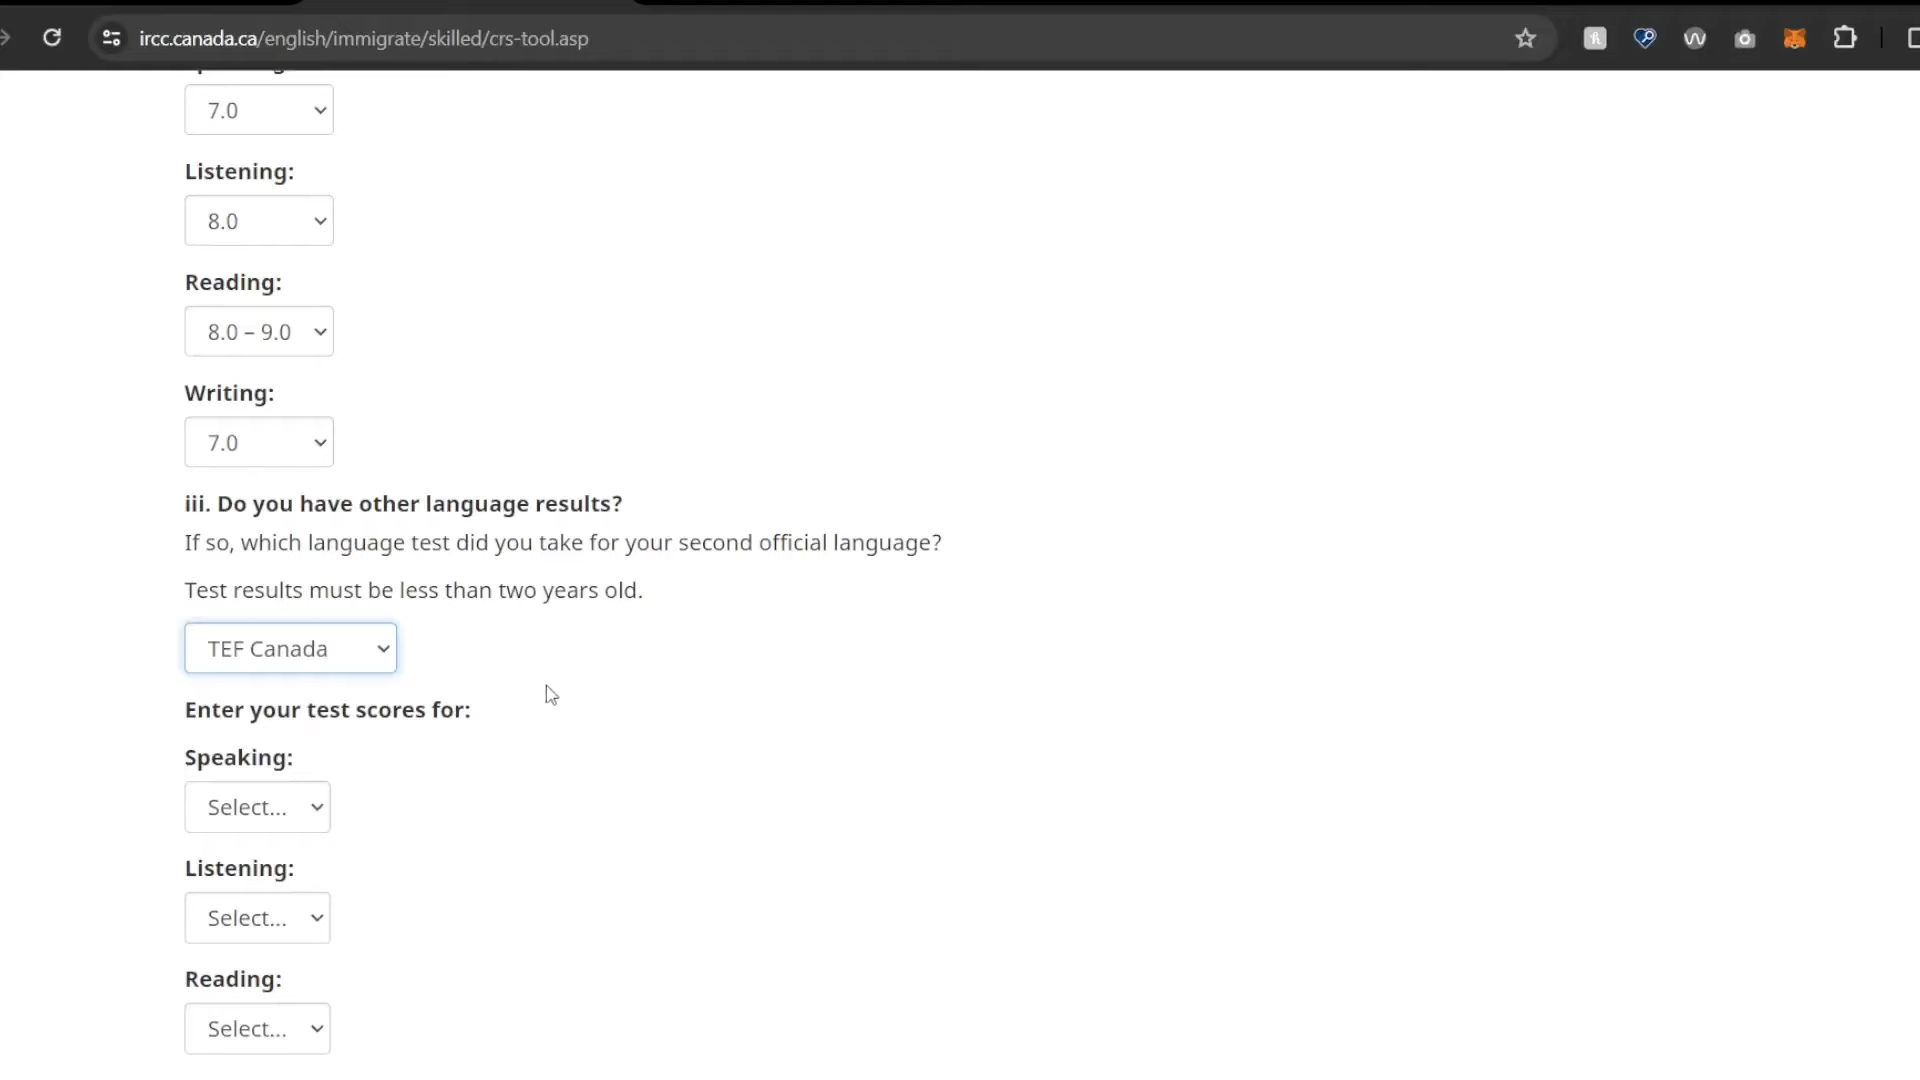 ircc.canada.ca/english/immigrate/skilled/crs-tool.asp
7.0
Listening:
8.0
Reading:
8.0 – 9.0
Writing:
7.0
iii. Do you have other language results?
If so, which language test did you take for your second official language?
Test results must be less than two years old.
TEF Canada
Enter your test scores for:
Speaking:
Select...
Listening:
Select...
Reading:
Select...